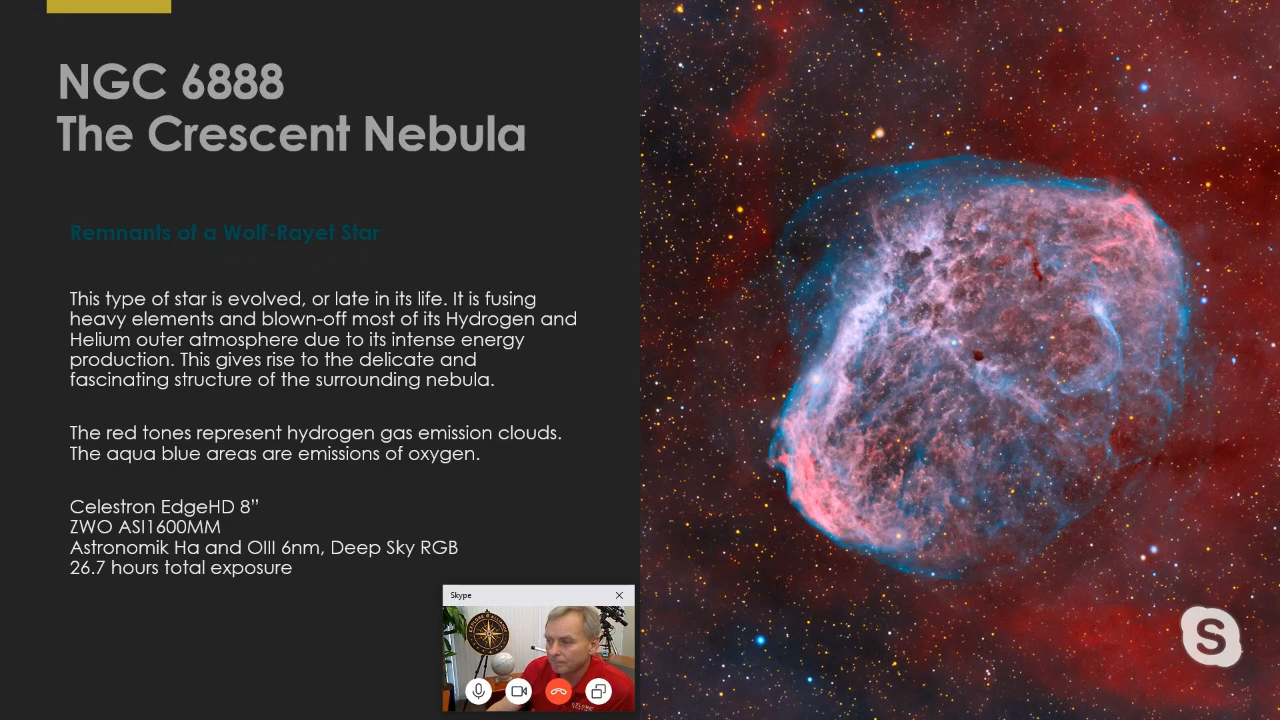 NGC 6888
The Crescent Nebula
Remnants of a Wolf-Rayet Star
This type of star is evolved, or late in its life. It is fusing
heavy elements and blown-off most of its Hydrogen and
Helium outer atmosphere due to its intense energy
production. This gives rise to the delicate and
fascinating structure of the surrounding nebula.
The red tones represent hydrogen gas emission clouds.
The aqua blue areas are emissions of oxygen.
Celestron EdgeHD 8”
ZWO ASI1600MM
Astronomik Ha and OIII 6nm, Deep Sky RGB
26.7 hours total exposure
Skype
S